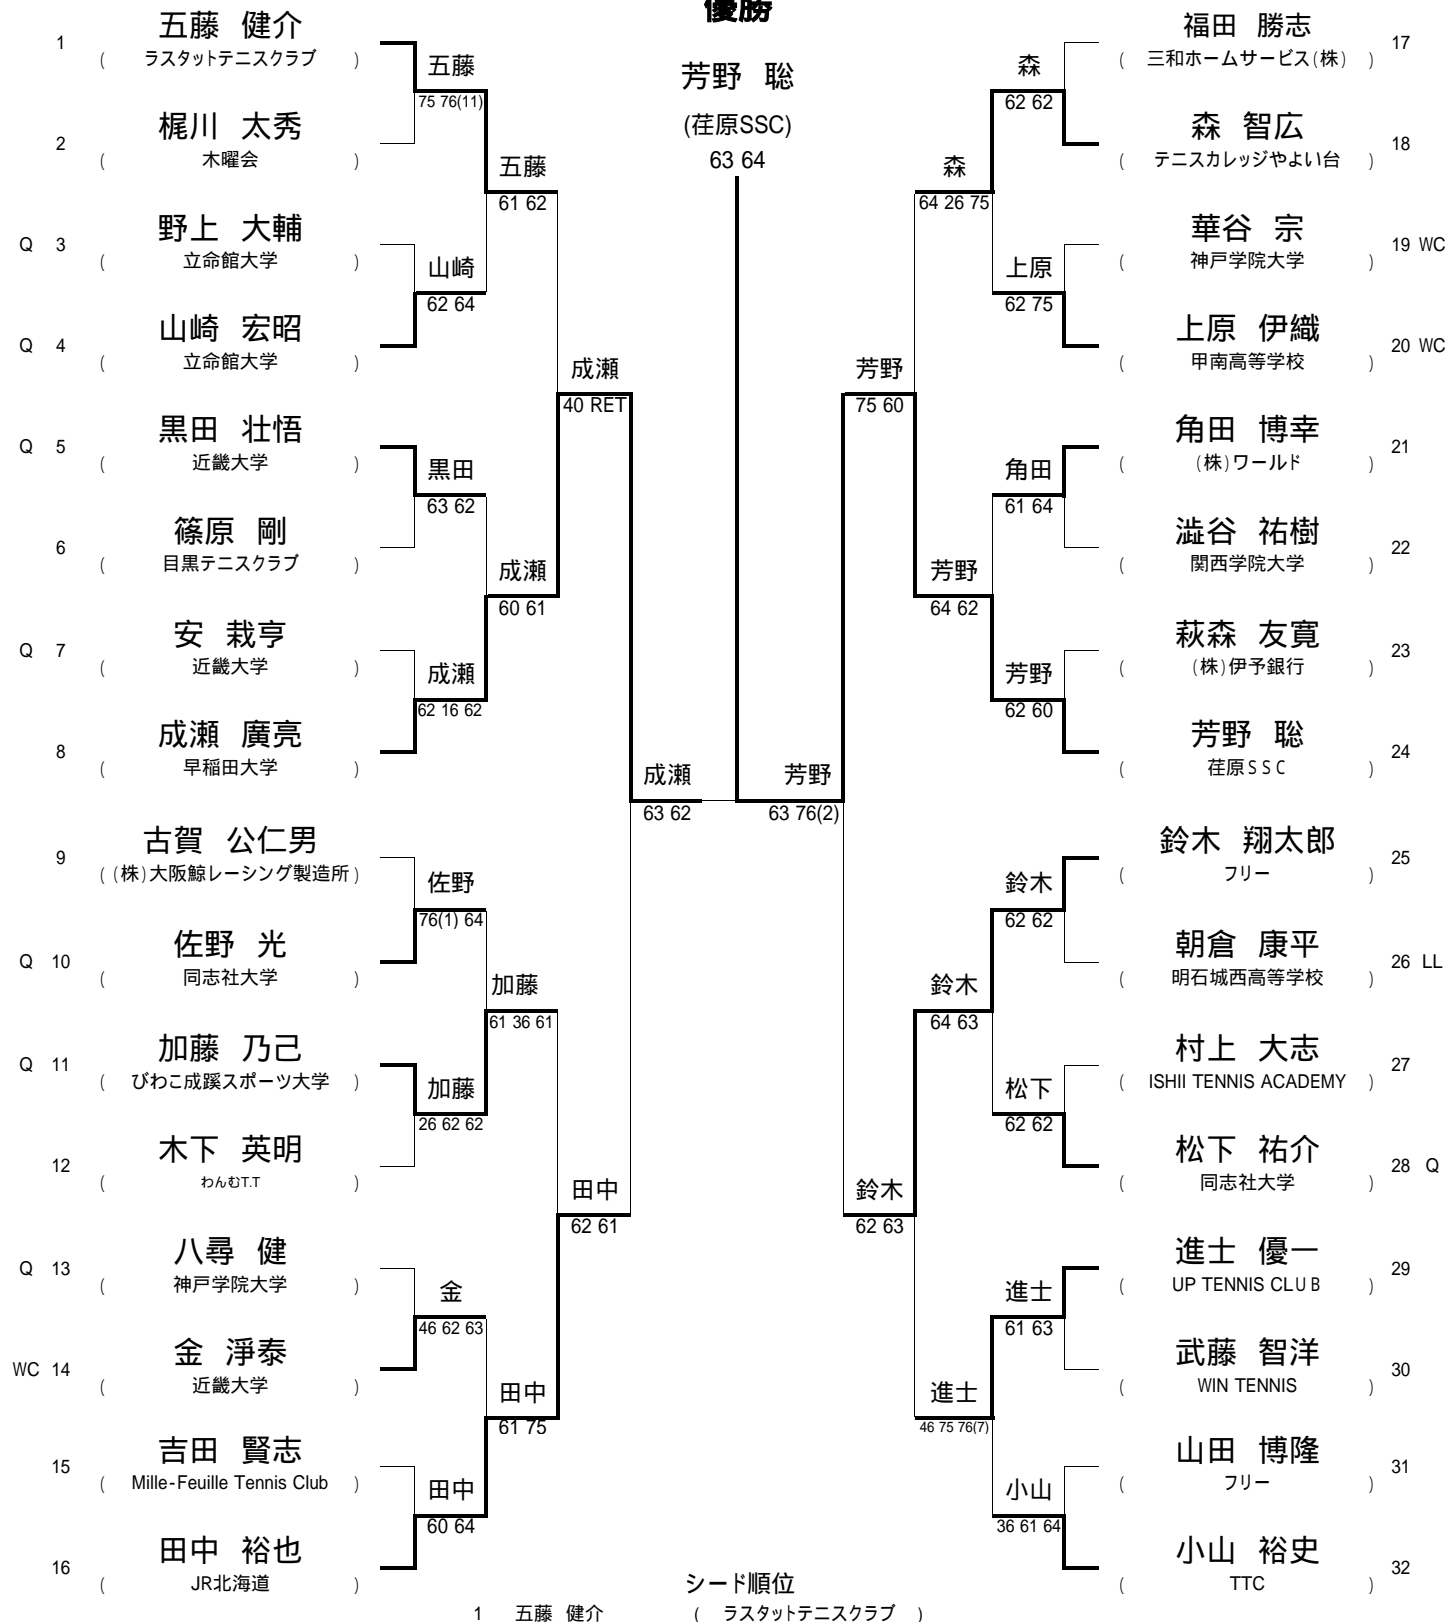 優勝
芳野 聡
(荏原SSC)
63 64
1 五藤 健介
( ラスタットテニスクラブ )
2 梶川 太秀
( 木曜会 )
Q 3 野上 大輔
( 立命館大学 )
Q 4 山崎 宏昭
( 立命館大学 )
Q 5 黒田 壮悟
( 近畿大学 )
6 篠原 剛
( 目黒テニスクラブ )
Q 7 安 栽亨
( 近畿大学 )
8 成瀬 廣亮
( 早稲田大学 )
9 古賀 公仁男
( (株)大阪鯨レーシング製造所 )
Q 10 佐野 光
( 同志社大学 )
Q 11 加藤 乃己
( びわこ成蹊スポーツ大学 )
12 木下 英明
( わんむT.T )
Q 13 八尋 健
( 神戸学院大学 )
WC 14 金 淨泰
( 近畿大学 )
15 吉田 賢志
( Mille-Feuille Tennis Club )
16 田中 裕也
( JR北海道 )
五藤
75 76(11)
山崎
62 64
黒田
63 62
成瀬
62 16 62
佐野
76(1) 64
加藤
26 62 62
金
46 62 63
田中
60 64
五藤
61 62
成瀬
60 61
加藤
61 36 61
田中
61 75
成瀬
40 RET
田中
62 61
成瀬
63 62
芳野
63 76(2)
芳野
75 60
鈴木
62 63
森
64 26 75
芳野
64 62
鈴木
64 63
進士
46 75 76(7)
森
62 62
上原
62 75
角田
61 64
芳野
62 60
鈴木
62 62
松下
62 62
進士
61 63
小山
36 61 64
福田 勝志 17
( 三和ホームサービス(株) )
森 智広 18
( テニスカレッジやよい台 )
華谷 宗 19 WC
( 神戸学院大学 )
上原 伊織 20 WC
( 甲南高等学校 )
角田 博幸 21
( (株)ワールド )
澁谷 祐樹 22
( 関西学院大学 )
萩森 友寛 23
( (株)伊予銀行 )
芳野 聡 24
( 荏原SSC )
鈴木 翔太郎 25
( フリー )
朝倉 康平 26 LL
( 明石城西高等学校 )
村上 大志 27
( ISHII TENNIS ACADEMY )
松下 祐介 28 Q
( 同志社大学 )
進士 優一 29
( UP TENNIS CLUB )
武藤 智洋 30
( WIN TENNIS )
山田 博隆 31
( フリー )
小山 裕史 32
( TTC )
シード順位
1 五藤 健介 ( ラスタットテニスクラブ )